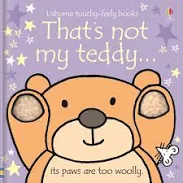 Usborne touchy-feely books
That's not
my teddy...
its paws are too woolly.